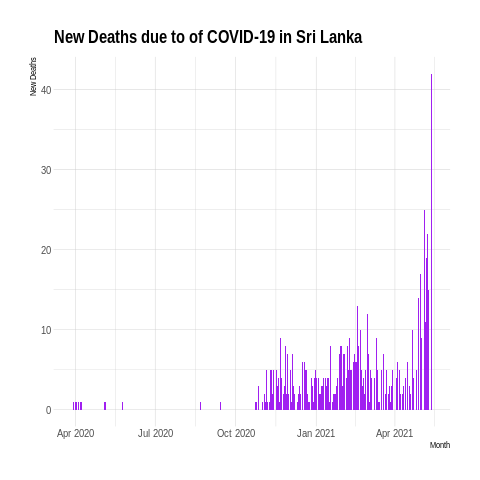 New Deaths due to of COVID-19 in Sri Lanka
New Deaths
40
30
20
10
0
Apr 2020 Jul 2020 Oct 2020 Jan 2021 Apr 2021
Month